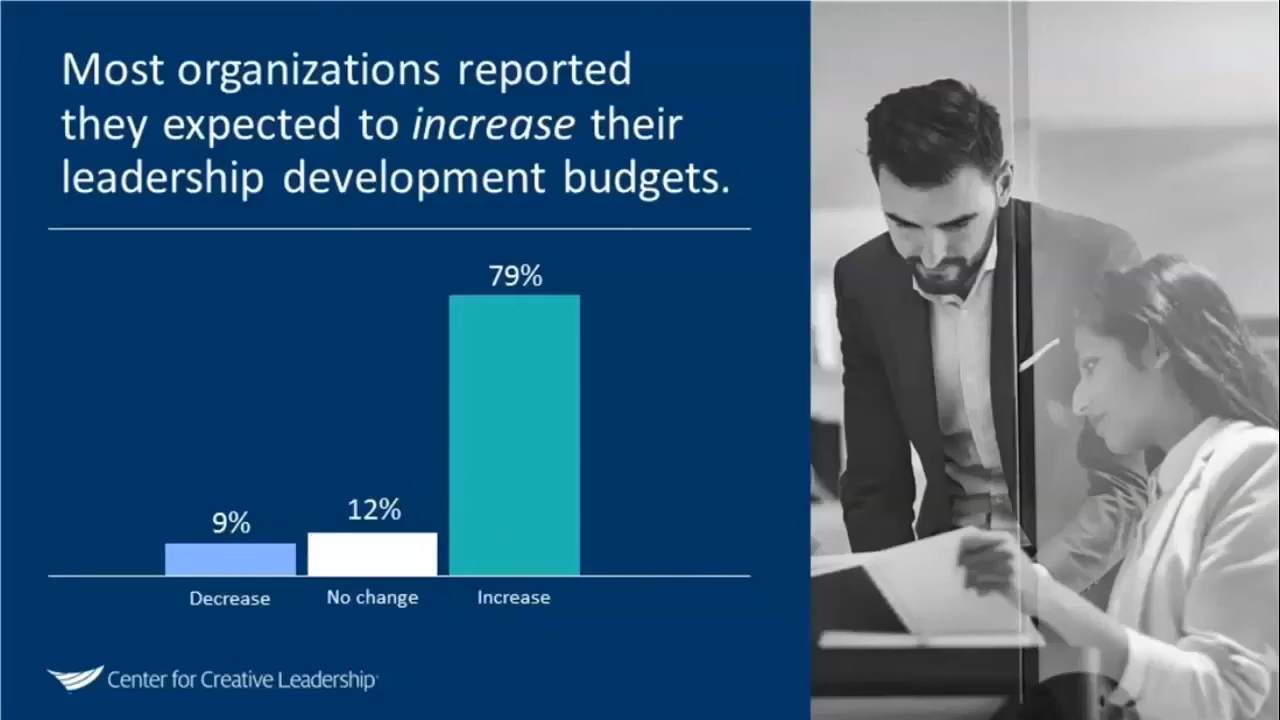 Most organizations reported
they expected to increase their
leadership development budgets.
79%
12%
9%
Decrease No change Increase
Center for Creative Leadership